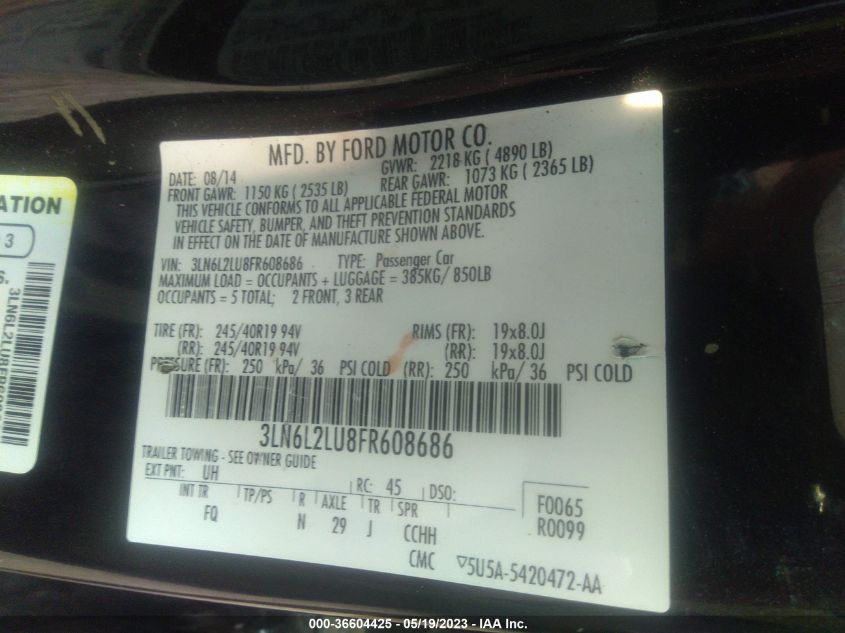 MFD. BY FORD MOTOR CO.
DATE: 08/14 GVWR: 2218 KG ( 4890 LB)
FRONT GAWR: 1150 KG ( 2535 LB) REAR GAWR: 1073 KG ( 2365 LB)
THIS VEHICLE CONFORMS TO ALL APPLICABLE FEDERAL MOTOR
VEHICLE SAFETY, BUMPER, AND THEFT PREVENTION STANDARDS
IN EFFECT ON THE DATE OF MANUFACTURE SHOWN ABOVE.
VIN: 3LN6L2LU8FR608686 TYPE: Passenger Car
MAXIMUM LOAD = OCCUPANTS + LUGGAGE = 385KG/ 850LB
OCCUPANTS = 5 TOTAL; 2 FRONT, 3 REAR
TIRE (FR): 245/40R19 94V RIMS (FR): 19x8.0J
(RR): 245/40R19 94V (RR): 19x8.0J
PRESSURE (FR): 250 kPa/ 36 PSI COLD (RR): 250 kPa/ 36 PSI COLD
3LN6L2LU8FR608686
TRAILER TOWING - SEE OWNER GUIDE
EXT PNT: UH RC: 45 DSO:
INT TR TP/PS R AXLE TR SPR F0065
FQ N 29 J CCHH R0099
CMC ▽5U5A-5420472-AA
ATION
3
S.
000-36604425 - 05/19/2023 - IAA Inc.